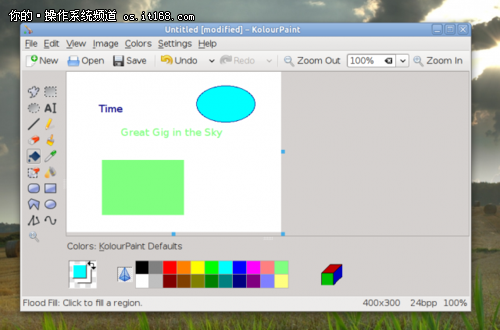 你的·操作系统频道 os.it168.com
Untitled [modified] - KolourPaint
File Edit View Image Colors Settings Help
New Open Save Undo Redo Zoom Out 100% Zoom In
AI
Time
Great Gig in the Sky
Colors: KolourPaint Defaults
Flood Fill: Click to fill a region. 400x300 24bpp 100%